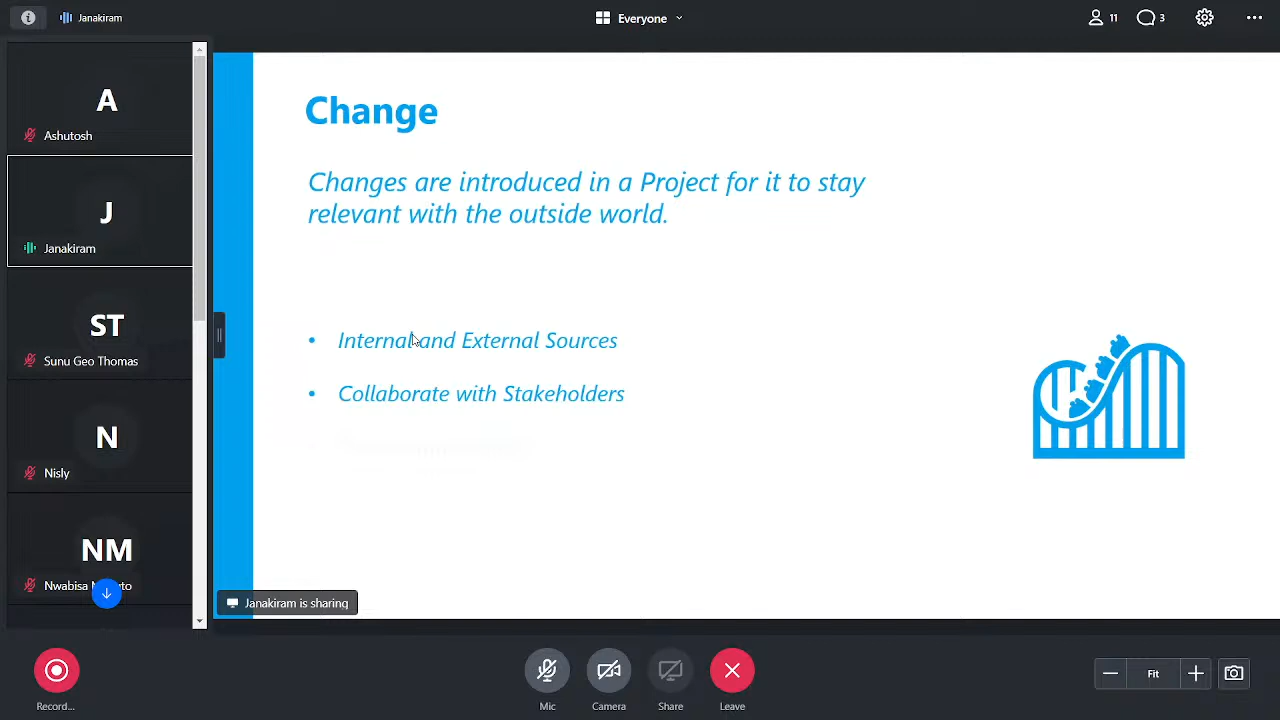 Janakiram
Everyone
11
3
A
Ashutosh
J
Janakiram
ST
Sunu Geo Thomas
N
Nisly
NM
Nwabisa
Change
Changes are introduced in a Project for it to stay
relevant with the outside world.
• Internal and External Sources
• Collaborate with Stakeholders
Janakiram is sharing
Record...
Mic
Camera
Share
Leave
Fit